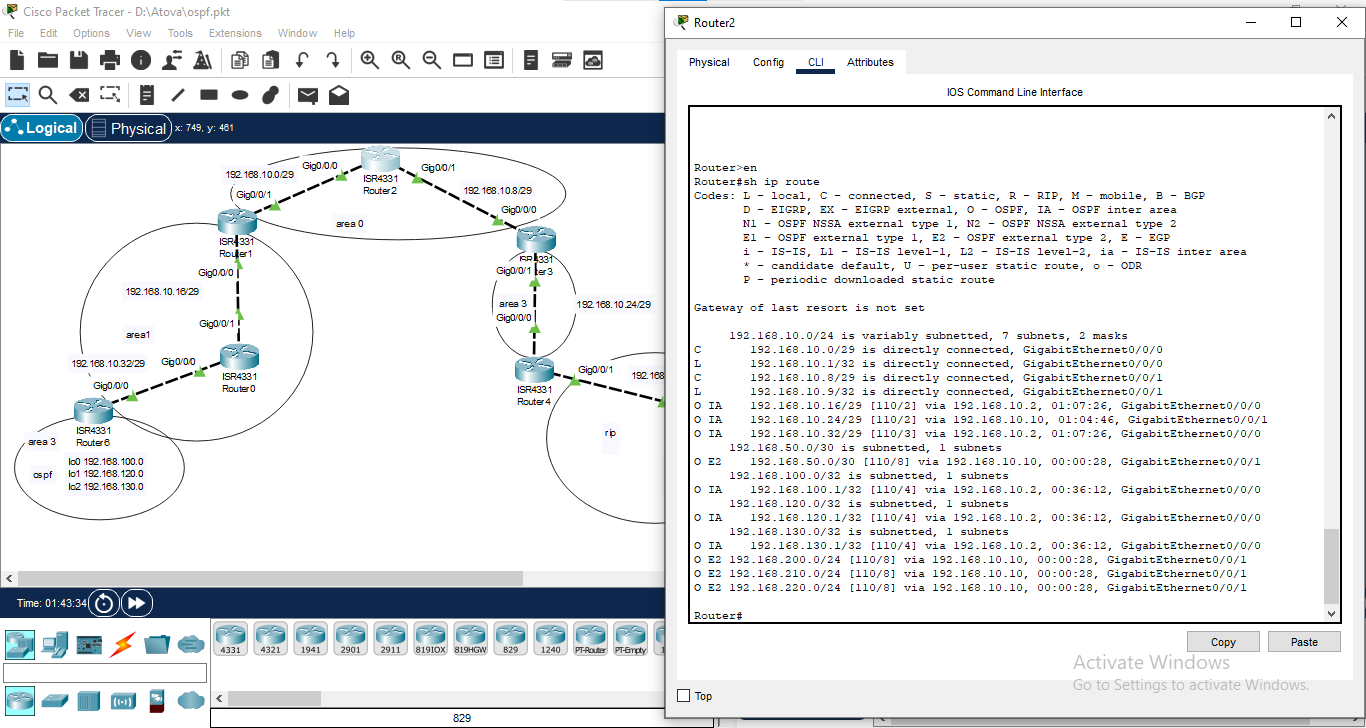 Cisco Packet Tracer - D:\Atova\ospf.pkt
File Edit Options View Tools Extensions Window Help
Logical Physical x: 749, y: 461
192.168.10.0/29
Gig0/0/0
Gig0/0/1
ISR4331
Router2
192.168.10.8/29
Gig0/0/1
Gig0/0/0
area 0
ISR4331
Router1
Gig0/0/0
192.168.10.16/29
Gig0/0/1
area1
192.168.10.32/29
Gig0/0/0
ISR4331
Router0
Gig0/0/0
ISR4331
Router6
area 3
ospf
lo0 192.168.100.0
lo1 192.168.120.0
lo2 192.168.130.0
Gig0/0/1
area 3
192.168.10.24/29
Gig0/0/0
Gig0/0/1
192.168
ISR4331
Router4
rip
Time: 01:43:34
4331 4321 1941 2901 2911 819IOX 819HGW 829 1240 PT-Router PT-Empty
829
Router2
Physical Config CLI Attributes
IOS Command Line Interface
Router>en
Router#sh ip route
Codes: L - local, C - connected, S - static, R - RIP, M - mobile, B - BGP
D - EIGRP, EX - EIGRP external, O - OSPF, IA - OSPF inter area
N1 - OSPF NSSA external type 1, N2 - OSPF NSSA external type 2
E1 - OSPF external type 1, E2 - OSPF external type 2, E - EGP
i - IS-IS, L1 - IS-IS level-1, L2 - IS-IS level-2, ia - IS-IS inter area
* - candidate default, U - per-user static route, o - ODR
P - periodic downloaded static route
Gateway of last resort is not set
192.168.10.0/24 is variably subnetted, 7 subnets, 2 masks
C 192.168.10.0/29 is directly connected, GigabitEthernet0/0/0
L 192.168.10.1/32 is directly connected, GigabitEthernet0/0/0
C 192.168.10.8/29 is directly connected, GigabitEthernet0/0/1
L 192.168.10.9/32 is directly connected, GigabitEthernet0/0/1
O IA 192.168.10.16/29 [110/2] via 192.168.10.2, 01:07:26, GigabitEthernet0/0/0
O IA 192.168.10.24/29 [110/2] via 192.168.10.10, 01:04:46, GigabitEthernet0/0/1
O IA 192.168.10.32/29 [110/3] via 192.168.10.2, 01:07:26, GigabitEthernet0/0/0
192.168.50.0/30 is subnetted, 1 subnets
O E2 192.168.50.0/30 [110/8] via 192.168.10.10, 00:00:28, GigabitEthernet0/0/1
192.168.100.0/32 is subnetted, 1 subnets
O IA 192.168.100.1/32 [110/4] via 192.168.10.2, 00:36:12, GigabitEthernet0/0/0
192.168.120.0/32 is subnetted, 1 subnets
O IA 192.168.120.1/32 [110/4] via 192.168.10.2, 00:36:12, GigabitEthernet0/0/0
192.168.130.0/32 is subnetted, 1 subnets
O IA 192.168.130.1/32 [110/4] via 192.168.10.2, 00:36:12, GigabitEthernet0/0/0
O E2 192.168.200.0/24 [110/8] via 192.168.10.10, 00:00:28, GigabitEthernet0/0/1
O E2 192.168.210.0/24 [110/8] via 192.168.10.10, 00:00:28, GigabitEthernet0/0/1
O E2 192.168.220.0/24 [110/8] via 192.168.10.10, 00:00:28, GigabitEthernet0/0/1
Router#
Copy Paste
Top
Activate Windows
Go to Settings to activate Windows.